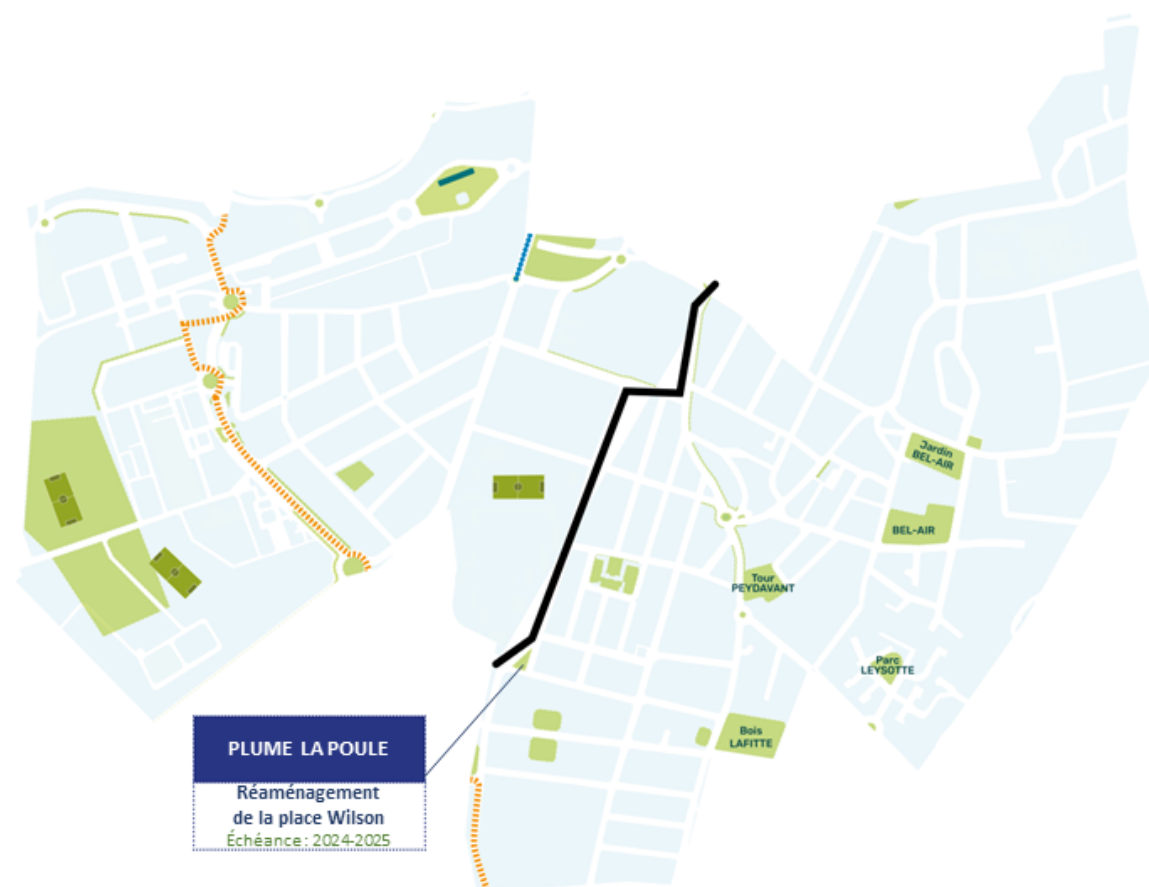 Jardin
BEL-AIR
BEL-AIR
Tour
PEYDAVANT
Parc
LEYSOTTE
Bois
LAFITTE
PLUME LA POULE
Réaménagement
de la place Wilson
Échéance : 2024-2025